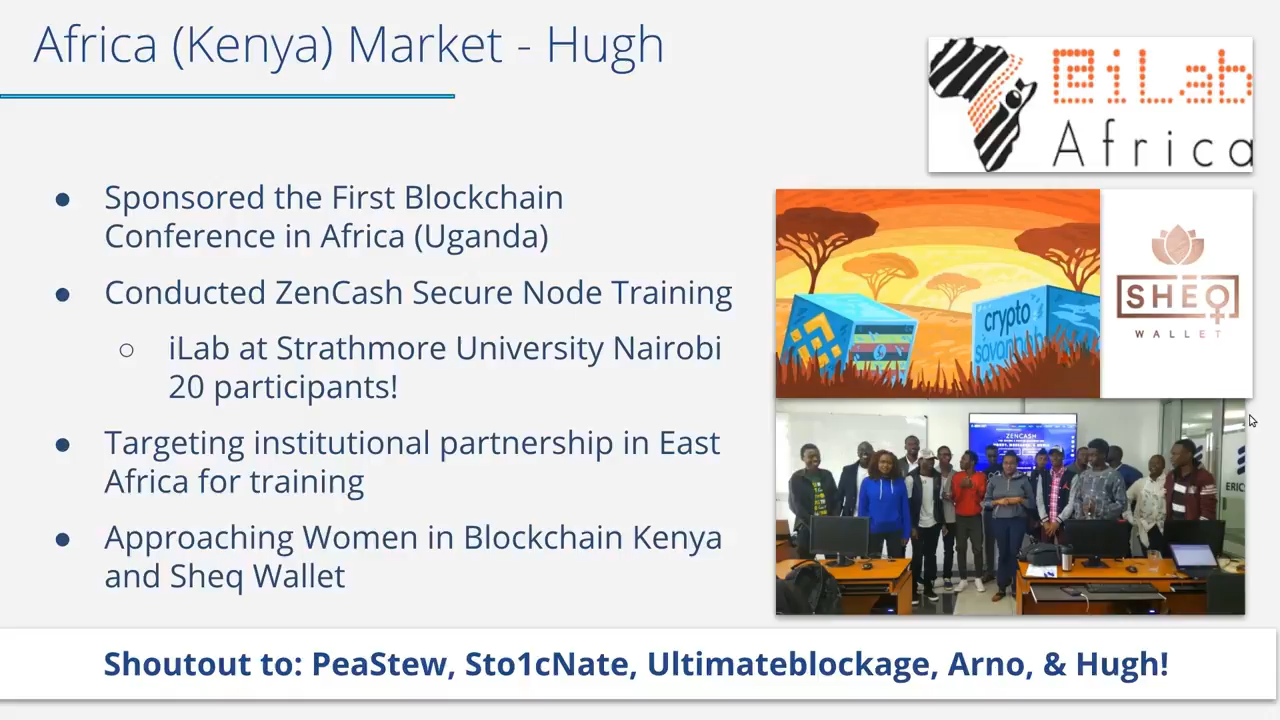 Africa (Kenya) Market - Hugh
@iLab
Africa
● Sponsored the First Blockchain
Conference in Africa (Uganda)
● Conducted ZenCash Secure Node Training
○ iLab at Strathmore University Nairobi
20 participants!
● Targeting institutional partnership in East
Africa for training
● Approaching Women in Blockchain Kenya
and Sheq Wallet
crypto
savannah
SHEQ
WALLET
ZENCASH
ERICS
Shoutout to: PeaStew, Sto1cNate, Ultimateblockage, Arno, & Hugh!